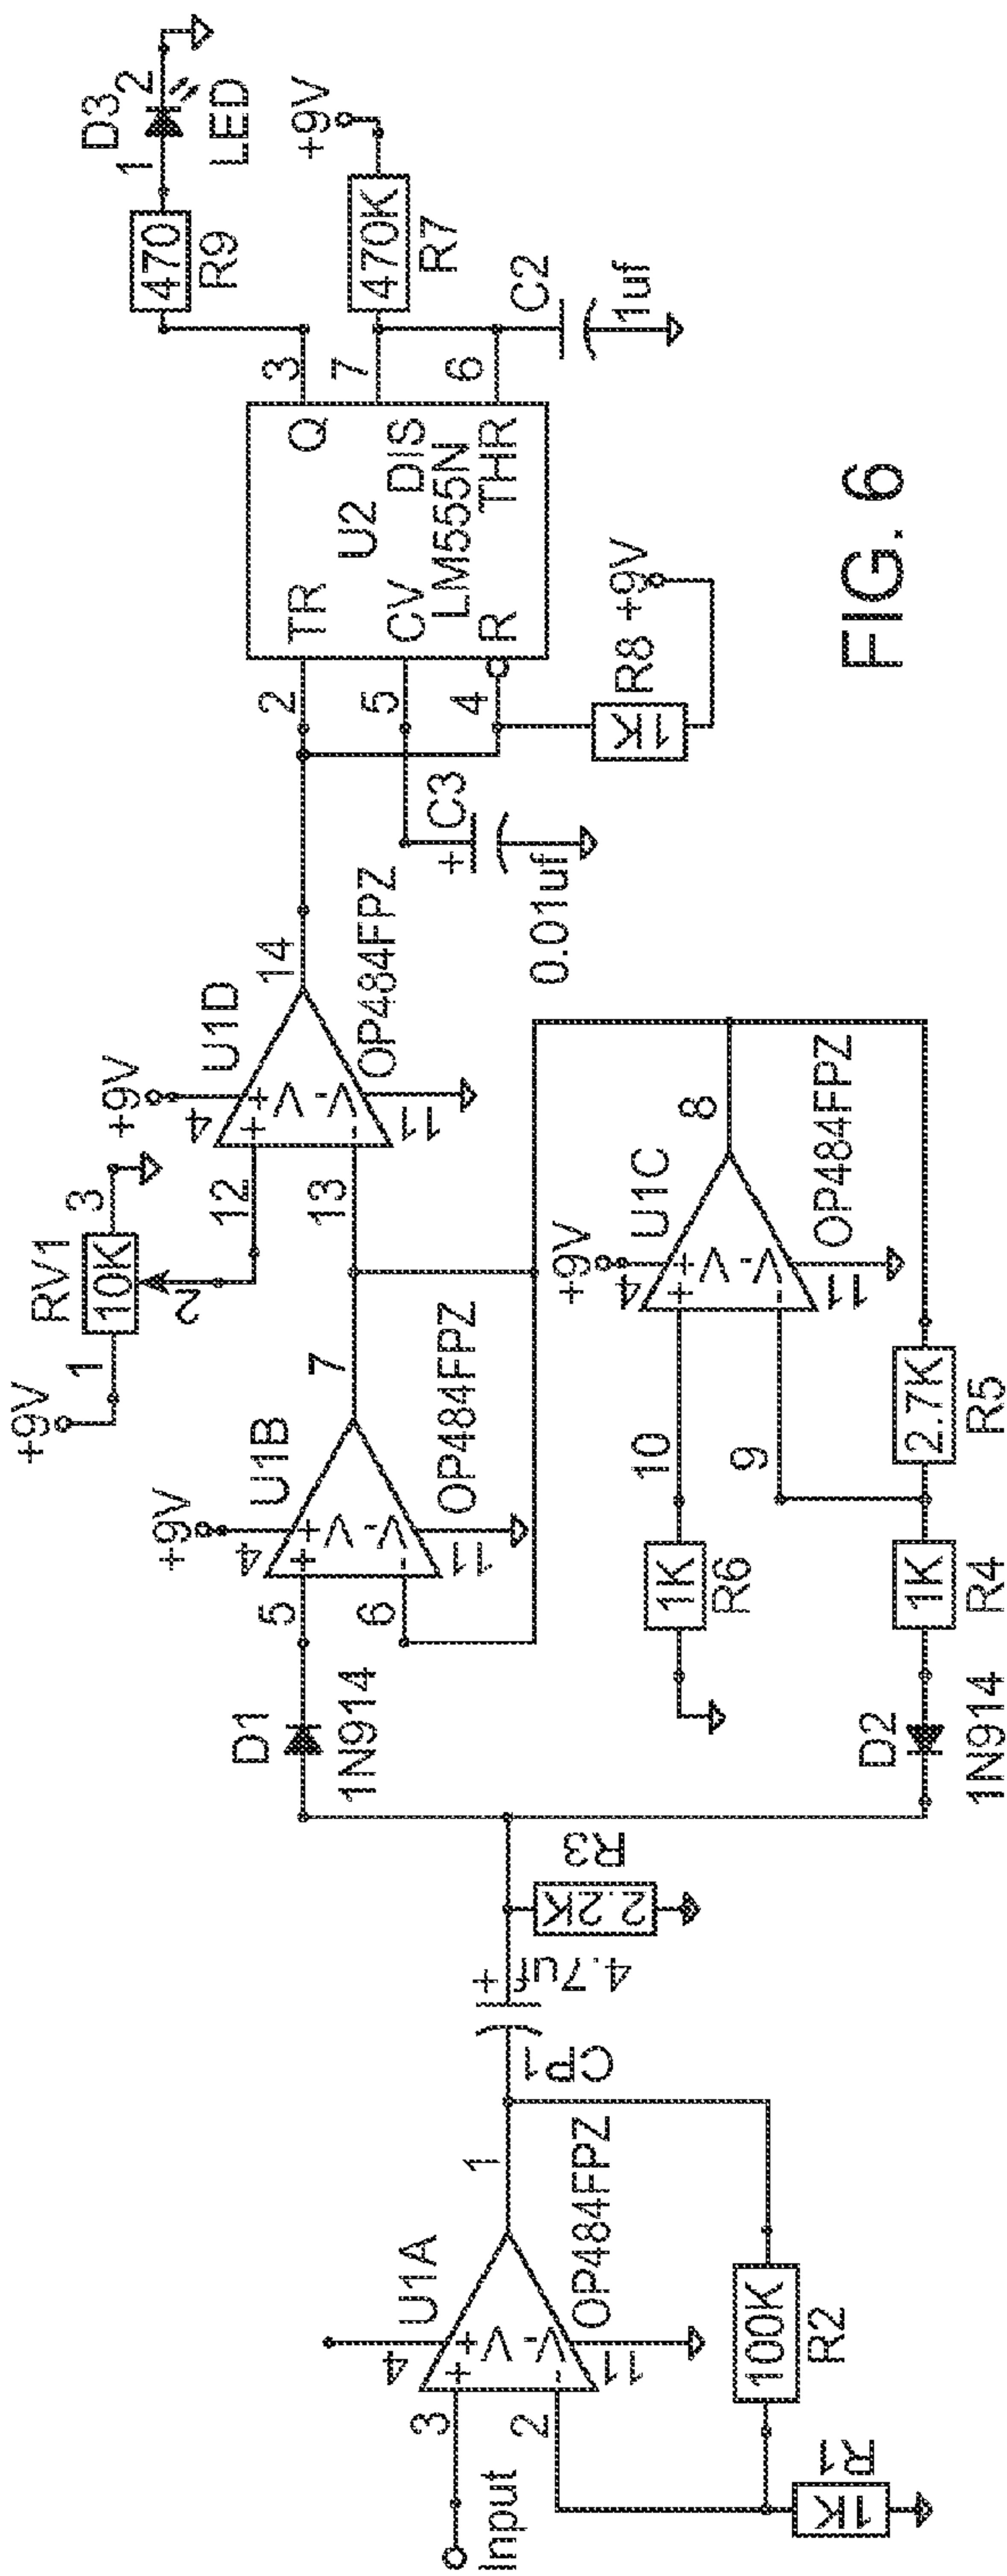 Input
3
2
4
11
+
+
V
V-
-
U1A
OP484FPZ
1
1K
R1
100K
R2
CP1
+
4.7uf
2.2K
R3
D1
1N914
5
6
+9V
4
11
+
+
V
V-
-
U1B
OP484FPZ
7
D2
1N914
1K
R4
2.7K
R5
1K
R6
10
9
+9V
4
11
+
+
V
V-
-
U1C
OP484FPZ
8
+9V
1
RV1
10K
3
2
12
13
+9V
4
11
+
+
V
V-
-
U1D
OP484FPZ
14
+
C3
0.01uf
2
5
4
TR
CV
R
U2
LM555N
Q
DIS
THR
3
7
6
1K
R8
+9V
470
R9
1
D3
2
LED
470K
R7
+9V
C2
1uf
FIG. 6